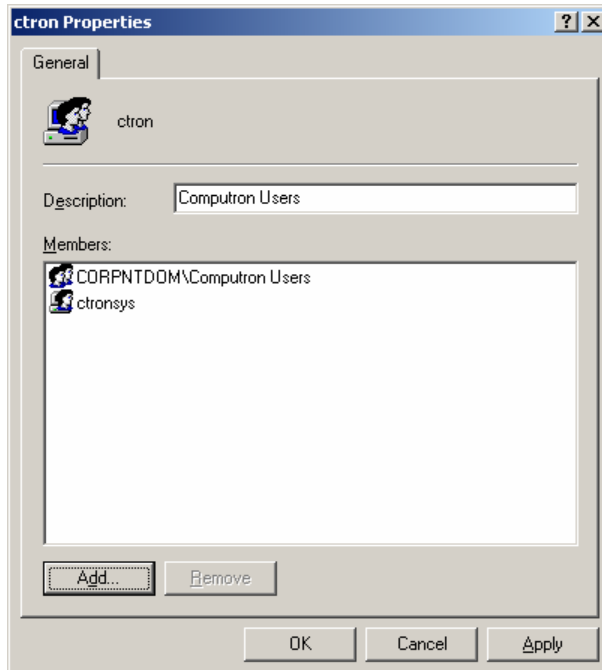 ctron Properties
General
ctron
Description: Computron Users
Members:
CORPNTDOM\Computron Users
ctronsys
Add... Remove
OK Cancel Apply